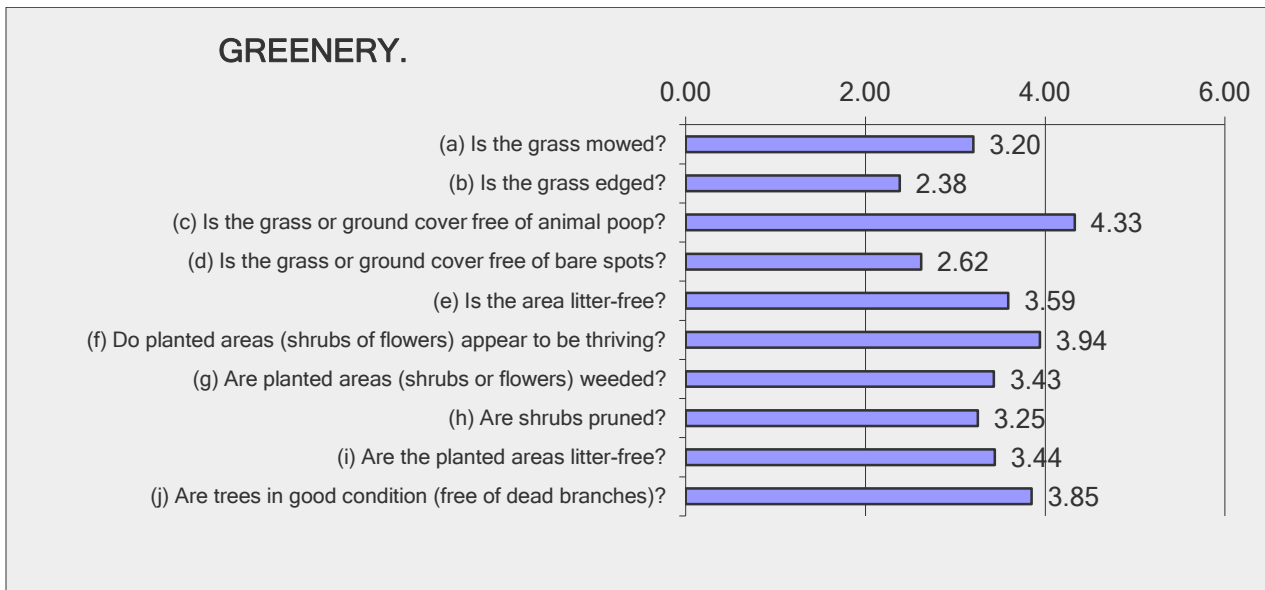 GREENERY.
0.00 2.00 4.00 6.00
(a) Is the grass mowed? 3.20
(b) Is the grass edged? 2.38
(c) Is the grass or ground cover free of animal poop? 4.33
(d) Is the grass or ground cover free of bare spots? 2.62
(e) Is the area litter-free? 3.59
(f) Do planted areas (shrubs of flowers) appear to be thriving? 3.94
(g) Are planted areas (shrubs or flowers) weeded? 3.43
(h) Are shrubs pruned? 3.25
(i) Are the planted areas litter-free? 3.44
(j) Are trees in good condition (free of dead branches)? 3.85